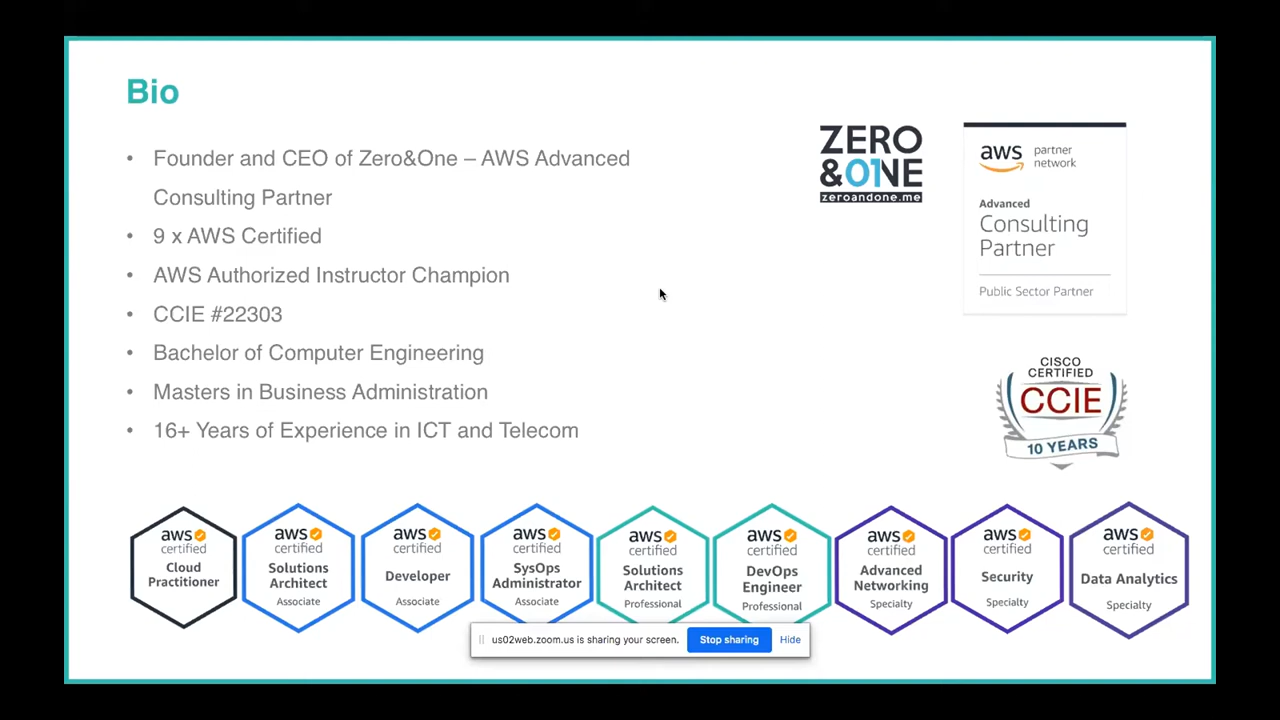 Bio
• Founder and CEO of Zero&One – AWS Advanced
Consulting Partner
• 9 x AWS Certified
• AWS Authorized Instructor Champion
• CCIE #22303
• Bachelor of Computer Engineering
• Masters in Business Administration
• 16+ Years of Experience in ICT and Telecom
ZERO
&O1NE
zeroandone.me
aws partner
network
Advanced
Consulting
Partner
Public Sector Partner
CISCO
CERTIFIED
CCIE
10 YEARS
aws
certified
Cloud
Practitioner
aws
certified
Solutions
Architect
Associate
aws
certified
Developer
Associate
aws
certified
SysOps
Administrator
Associate
aws
certified
Solutions
Architect
Professional
aws
certified
DevOps
Engineer
Professional
aws
certified
Advanced
Networking
Specialty
aws
certified
Security
Specialty
aws
certified
Data Analytics
Specialty
us02web.zoom.us is sharing your screen. Stop sharing Hide